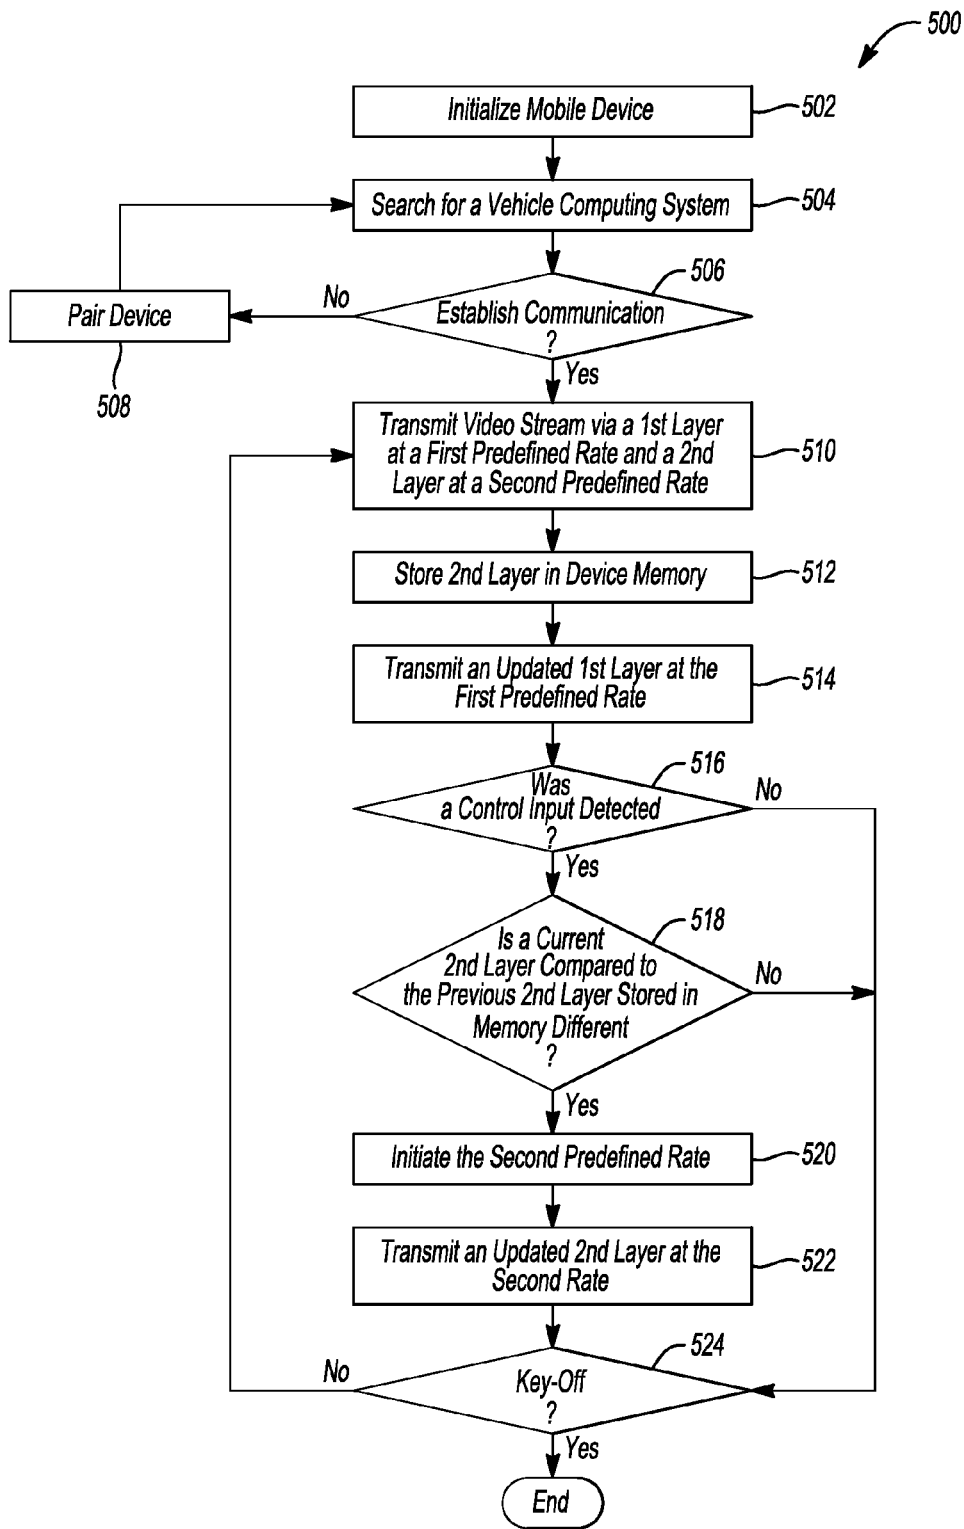 500
Initialize Mobile Device
502
Search for a Vehicle Computing System
504
506
Establish Communication
?
No
Pair Device
508
Yes
Transmit Video Stream via a 1st Layer
at a First Predefined Rate and a 2nd
Layer at a Second Predefined Rate
510
Store 2nd Layer in Device Memory
512
Transmit an Updated 1st Layer at the
First Predefined Rate
514
516
Was
a Control Input Detected
?
No
Yes
518
Is a Current
2nd Layer Compared to
the Previous 2nd Layer Stored in
Memory Different
?
No
Yes
Initiate the Second Predefined Rate
520
Transmit an Updated 2nd Layer at the
Second Rate
522
524
Key-Off
?
No
Yes
End